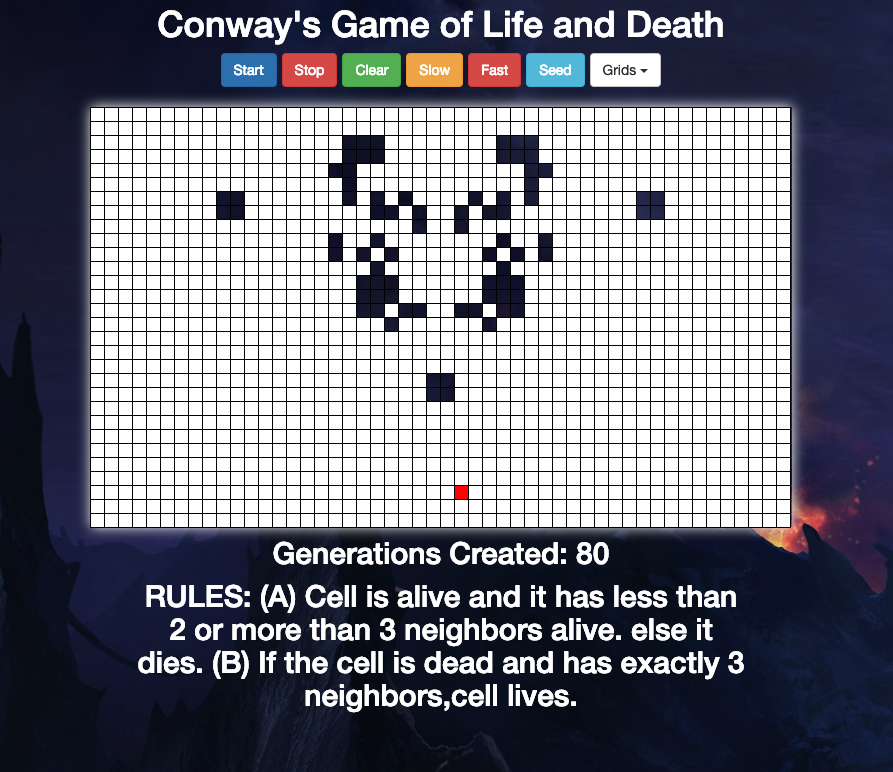 Conway's Game of Life and Death
Start Stop Clear Slow Fast Seed Grids
Generations Created: 80
RULES: (A) Cell is alive and it has less than
2 or more than 3 neighbors alive. else it
dies. (B) If the cell is dead and has exactly 3
neighbors,cell lives.